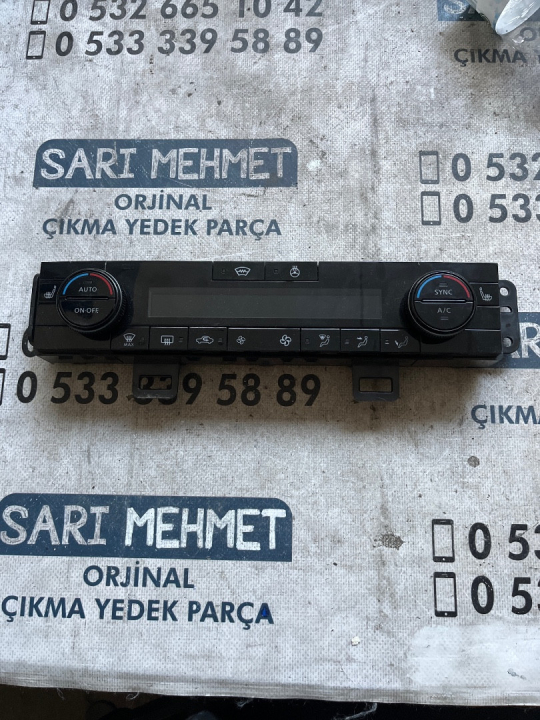 0 532 665 10 42
0 533 339 58 89
ÇIKMA
SARI MEHMET
ORJİNAL
ÇIKMA YEDEK PARÇA
0 532
0 533
AUTO
ON·OFF
SYNC
A/C
MAX
0 533 339 58 89
ÇIKMA
SARI MEHMET
ORJİNAL
ÇIKMA YEDEK PARÇA
0 53
0 53